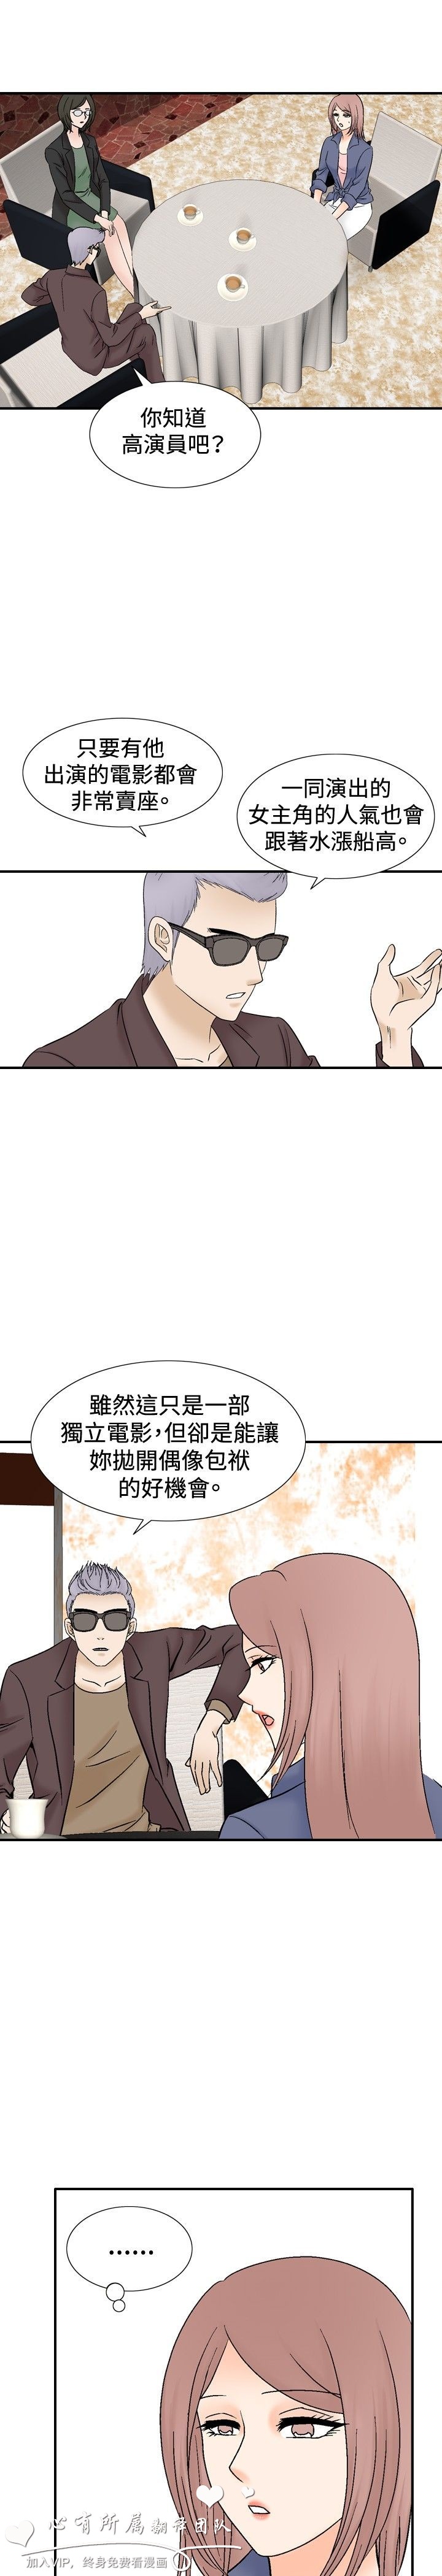 你知道
高演員吧？
只要有他
出演的電影都會
非常賣座。
一同演出的
女主角的人氣也會
跟著水漲船高。
雖然這只是一部
獨立電影，但卻是能讓
妳拋開偶像包袱
的好機會。
……
心有所属翻译团队
加入VIP，终身免费看漫画